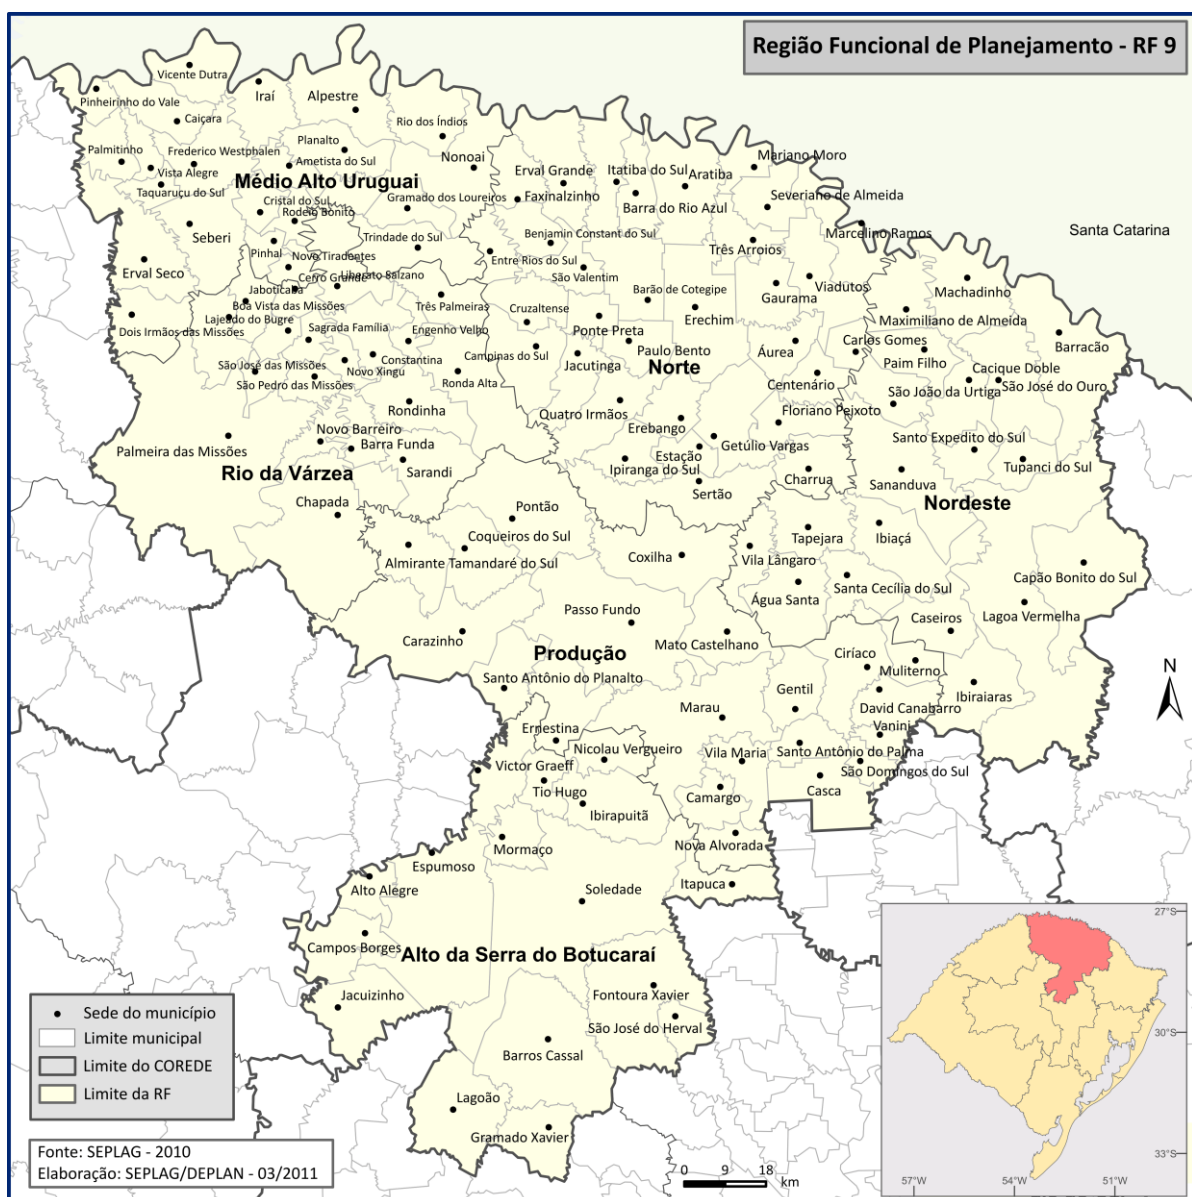 Região Funcional de Planejamento - RF 9
Vicente Dutra
Pinheirinho do Vale
Iraí
Alpestre
Caiçara
Rio dos Índios
Planalto
Palmitinho
Frederico Westphalen
Ametista do Sul
Nonoai
Vista Alegre
Taquaruçu do Sul
Médio Alto Uruguai
Cristal do Sul
Rodeio Bonito
Gramado dos Loureiros
Seberi
Pinhal
Trindade do Sul
Novo Tiradentes
Erval Seco
Cerro Grande
Liberato Salzano
Jaboticaba
Boa Vista das Missões
Lajeado do Bugre
Dois Irmãos das Missões
Sagrada Família
Três Palmeiras
Engenho Velho
São José das Missões
Novo Xingu
Constantina
São Pedro das Missões
Ronda Alta
Rondinha
Novo Barreiro
Barra Funda
Palmeira das Missões
Sarandi
Rio da Várzea
Chapada
Mariano Moro
Erval Grande
Itatiba do Sul
Aratiba
Faxinalzinho
Barra do Rio Azul
Severiano de Almeida
Marcelino Ramos
Santa Catarina
Benjamin Constant do Sul
Três Arroios
Entre Rios do Sul
São Valentim
Barão de Cotegipe
Gaurama
Viadutos
Machadinho
Cruzaltense
Erechim
Maximiliano de Almeida
Ponte Preta
Campinas do Sul
Paulo Bento
Áurea
Carlos Gomes
Paim Filho
Barracão
Jacutinga
Norte
Cacique Doble
Centenário
São João da Urtiga
São José do Ouro
Quatro Irmãos
Floriano Peixoto
Erebango
Santo Expedito do Sul
Getúlio Vargas
Estação
Ipiranga do Sul
Charrua
Sananduva
Tupanci do Sul
Sertão
Nordeste
Pontão
Coqueiros do Sul
Almirante Tamandaré do Sul
Coxilha
Tapejara
Ibiaçá
Vila Lângaro
Água Santa
Santa Cecília do Sul
Capão Bonito do Sul
Passo Fundo
Caseiros
Lagoa Vermelha
Carazinho
Mato Castelhano
Produção
Ciríaco
Muliterno
Santo Antônio do Planalto
Gentil
Ibiraiaras
Marau
David Canabarro
Ernestina
Vanini
Nicolau Vergueiro
Vila Maria
Santo Antônio do Palma
Victor Graeff
São Domingos do Sul
Tio Hugo
Camargo
Casca
Ibirapuitã
Mormaço
Nova Alvorada
Espumoso
Alto Alegre
Soledade
Itapuca
Campos Borges
Alto da Serra do Botucaraí
Jacuizinho
Fontoura Xavier
São José do Herval
Barros Cassal
Lagoão
Gramado Xavier
N
Sede do município
Limite municipal
Limite do COREDE
Limite da RF
Fonte: SEPLAG - 2010
Elaboração: SEPLAG/DEPLAN - 03/2011
0 9 18
km
27°S
30°S
33°S
57°W 54°W 51°W